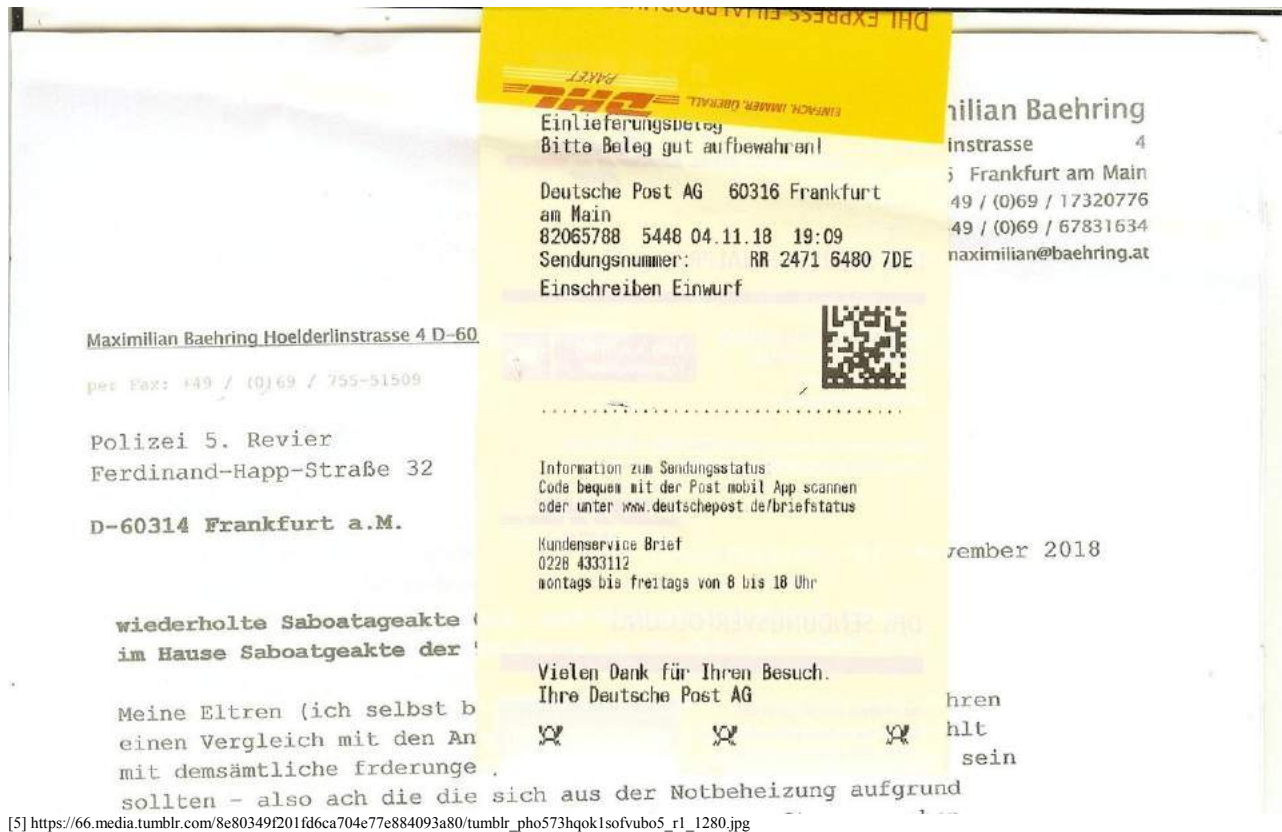 DHL EXPRESS
PAKET
DHL
EINFACH. IMMER. ÜBERALL.
Einlieferungsbeleg
Bitte Beleg gut aufbewahren!
Deutsche Post AG 60316 Frankfurt
am Main
82065788 5448 04.11.18 19:09
Sendungsnummer: RR 2471 6480 7DE
Einschreiben Einwurf
Information zum Sendungsstatus
Code bequem mit der Post mobil App scannen
oder unter www.deutschepost.de/briefstatus
Kundenservice Brief
0228 4333112
montags bis freitags von 8 bis 18 Uhr
Vielen Dank für Ihren Besuch.
Ihre Deutsche Post AG
milian Baehring
instrasse 4
Frankfurt am Main
49 / (0)69 / 17320776
49 / (0)69 / 67831634
maximilian@baehring.at
Maximilian Baehring Hoelderlinstrasse 4 D-60
per Fax: +49 / (0)69 / 755-51509
Polizei 5. Revier
Ferdinand-Happ-Straße 32
D-60314 Frankfurt a.M.
vember 2018
wiederholte Saboatageakte
im Hause Saboatgeakte der
Meine Eltren (ich selbst b hren
einen Vergleich mit den An hlt
mit demsämtliche frderunge sein
sollten - also ach die die sich aus der Notbeheizung aufgrund
[5] https://66.media.tumblr.com/8e80349f201fd6ca704e77e884093a80/tumblr_pho573hqok1sofvubo5_r1_1280.jpg